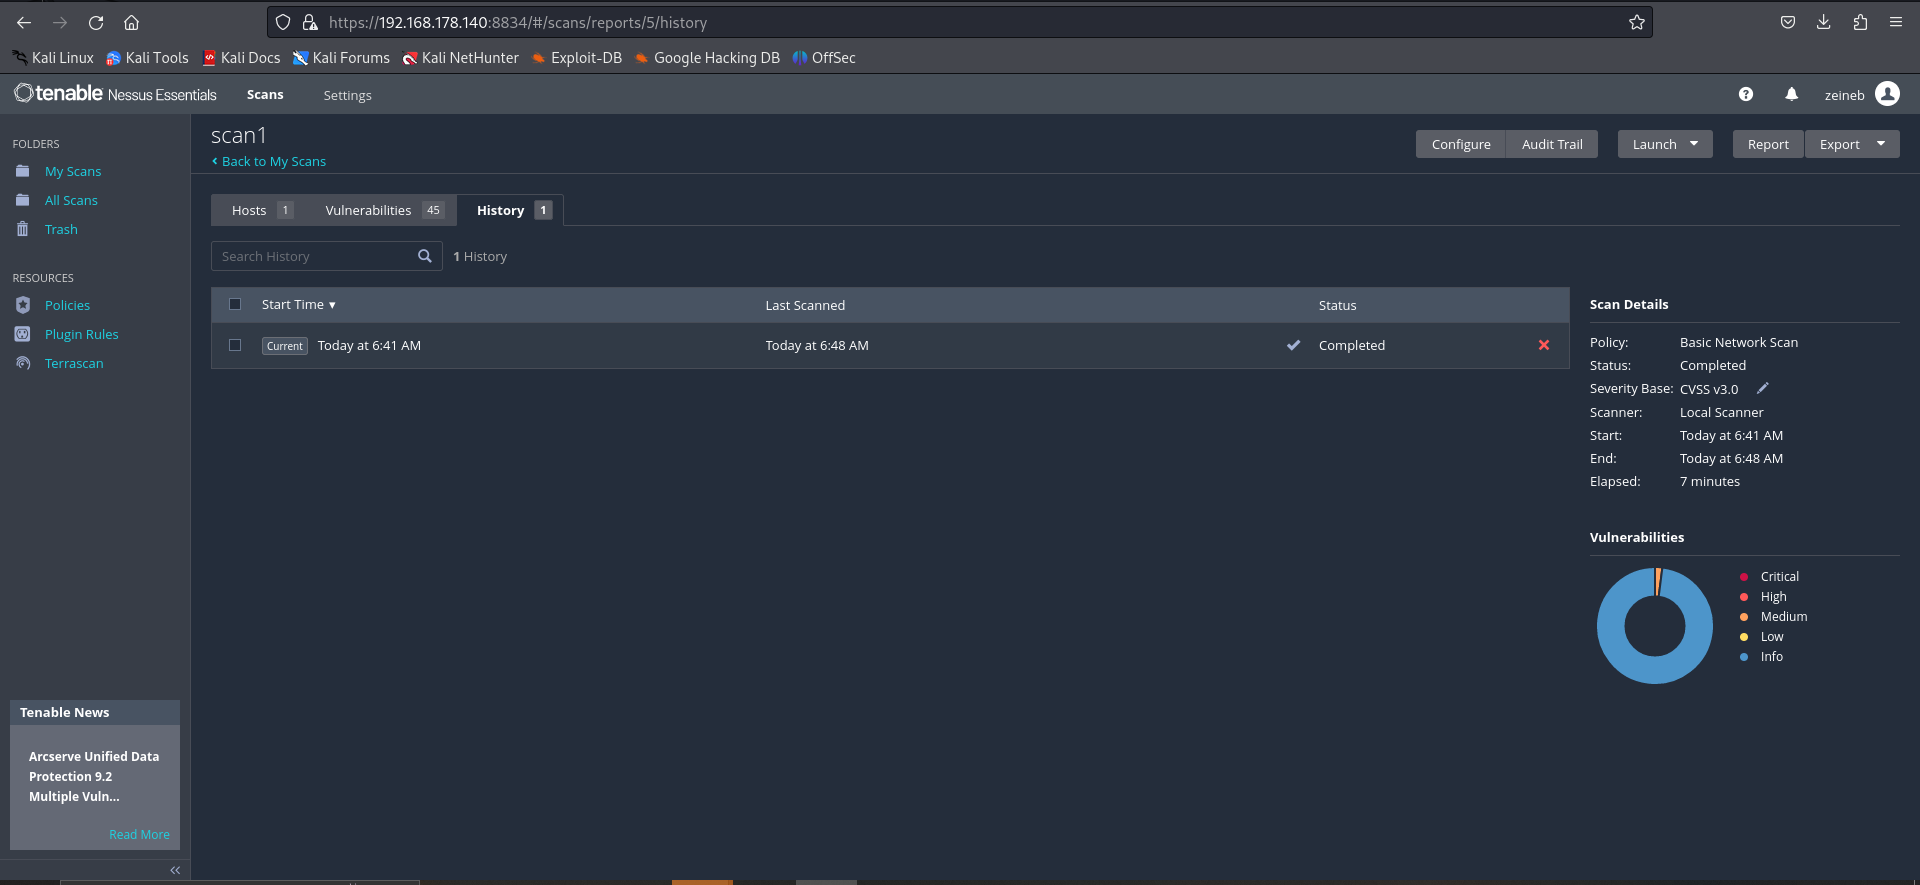 https://192.168.178.140:8834/#/scans/reports/5/history
Kali Linux Kali Tools Kali Docs Kali Forums Kali NetHunter Exploit-DB Google Hacking DB OffSec
tenable Nessus Essentials Scans Settings zeineb
FOLDERS
My Scans
All Scans
Trash
RESOURCES
Policies
Plugin Rules
Terrascan
Tenable News
Arcserve Unified Data
Protection 9.2
Multiple Vuln...
Read More
scan1
Back to My Scans
Configure Audit Trail Launch Report Export
Hosts 1 Vulnerabilities 45 History 1
Search History 1 History
Start Time Last Scanned Status
Current Today at 6:41 AM Today at 6:48 AM Completed
Scan Details
Policy: Basic Network Scan
Status: Completed
Severity Base: CVSS v3.0
Scanner: Local Scanner
Start: Today at 6:41 AM
End: Today at 6:48 AM
Elapsed: 7 minutes
Vulnerabilities
Critical
High
Medium
Low
Info